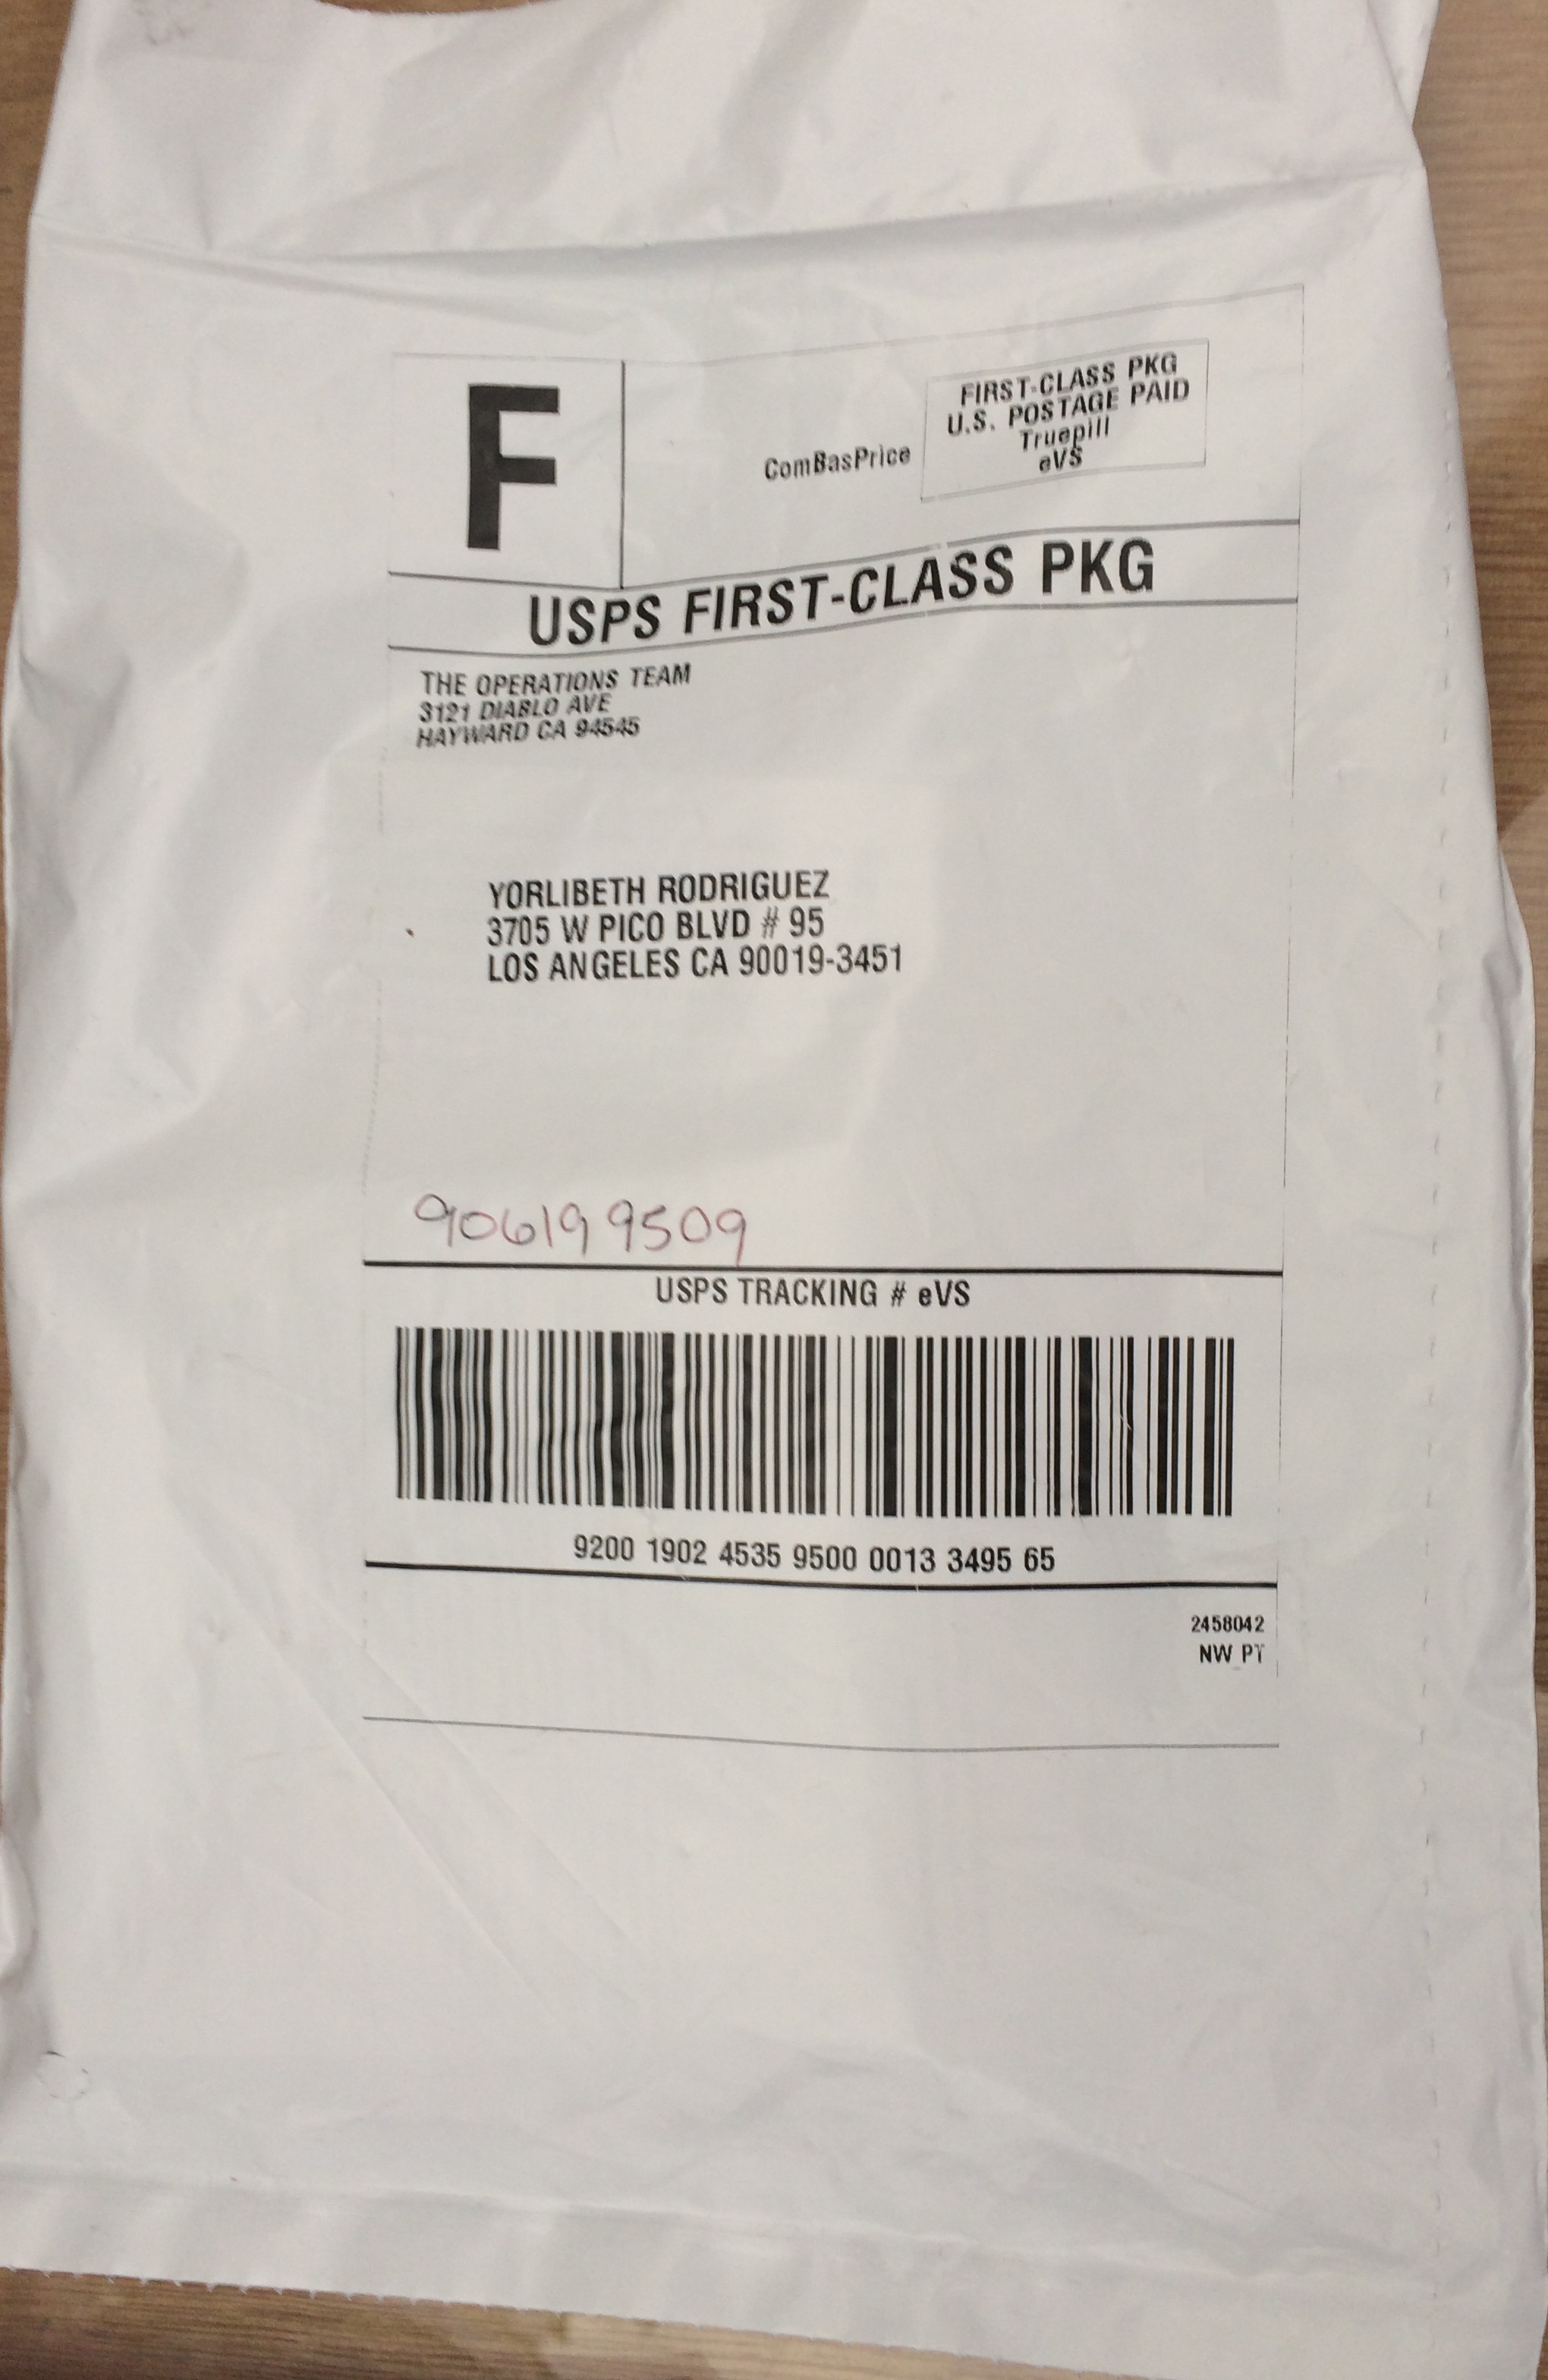 F
ComBasPrice
FIRST-CLASS PKG
U.S. POSTAGE PAID
Truepill
eVS
USPS FIRST-CLASS PKG
THE OPERATIONS TEAM
3121 DIABLO AVE
HAYWARD CA 94545
YORLIBETH RODRIGUEZ
3705 W PICO BLVD # 95
LOS ANGELES CA 90019-3451
906199509
USPS TRACKING # eVS
9200 1902 4535 9500 0013 3495 65
2458042
NW_PT